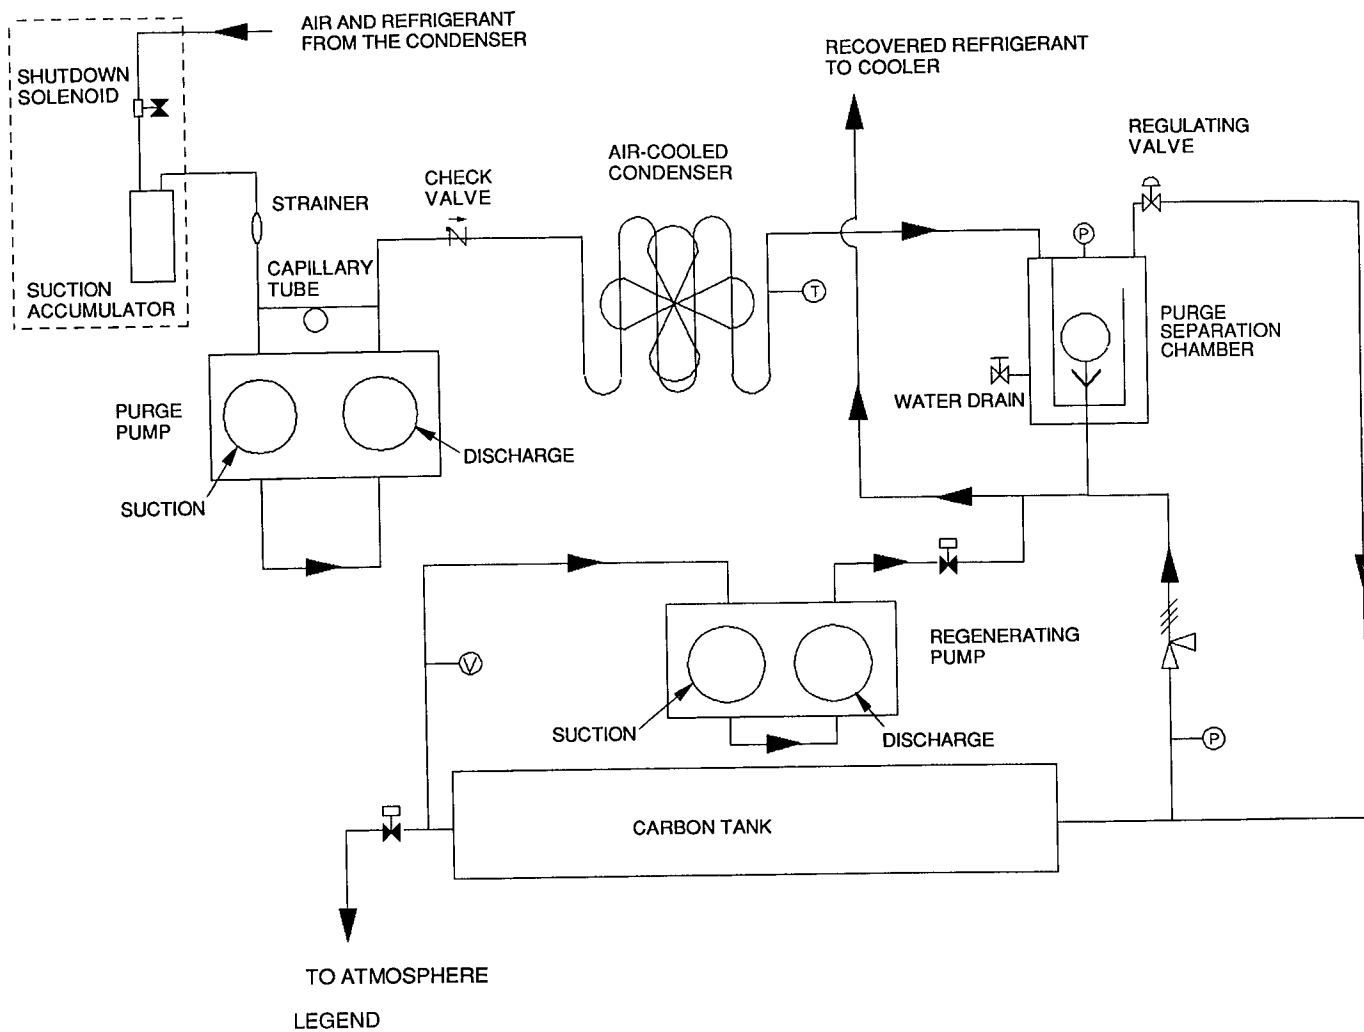 AIR AND REFRIGERANT
FROM THE CONDENSER
RECOVERED REFRIGERANT
TO COOLER
SHUTDOWN
SOLENOID
REGULATING
VALVE
AIR-COOLED
CONDENSER
CHECK
VALVE
STRAINER
P
CAPILLARY
TUBE
SUCTION
ACCUMULATOR
T
PURGE
SEPARATION
CHAMBER
WATER DRAIN
PURGE
PUMP
DISCHARGE
SUCTION
REGENERATING
PUMP
V
SUCTION
DISCHARGE
P
CARBON TANK
TO ATMOSPHERE
LEGEND